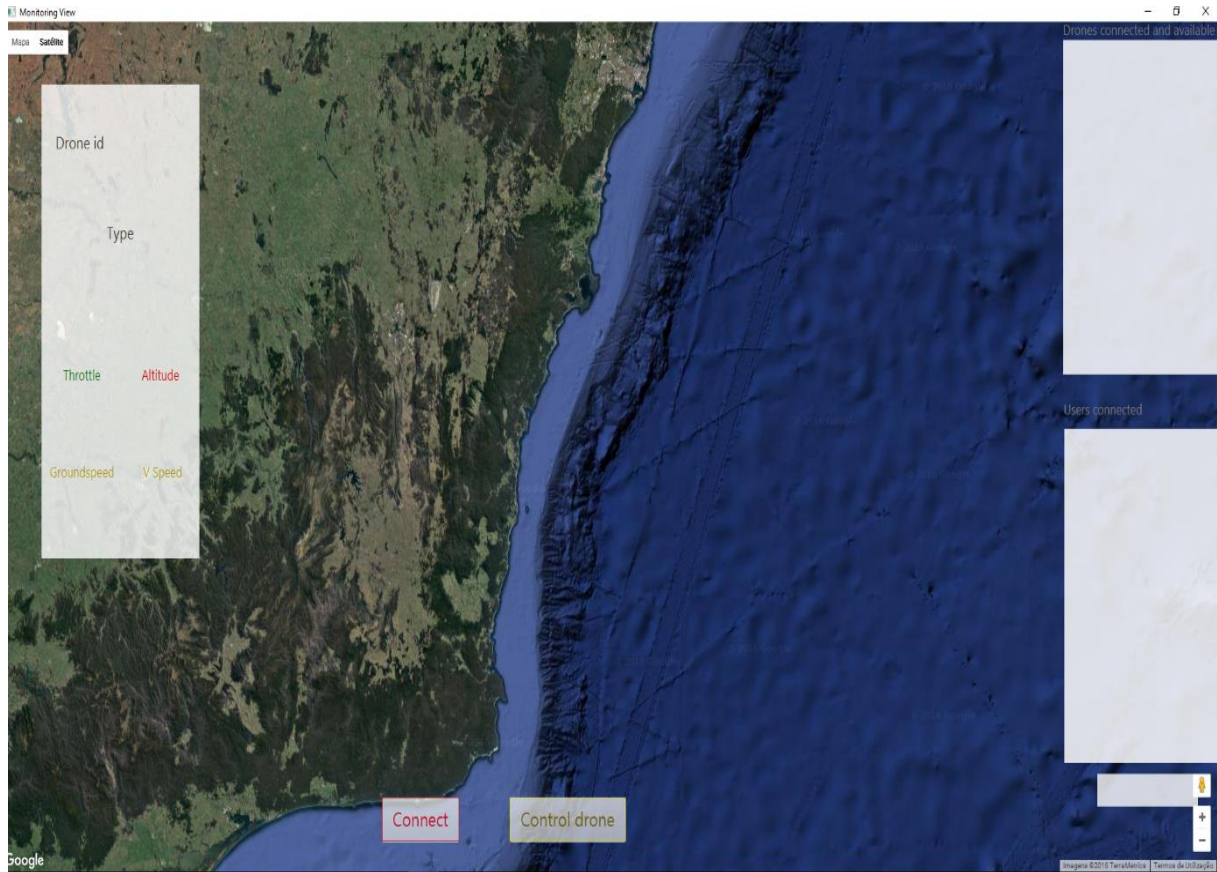 Monitoring View
Mapa Satélite
Drones connected and available
Drone id
Type
Throttle Altitude
Groundspeed V Speed
Users connected
Connect Control drone
Google
Imagens ©2016 TerraMetrics Termos de Utilização